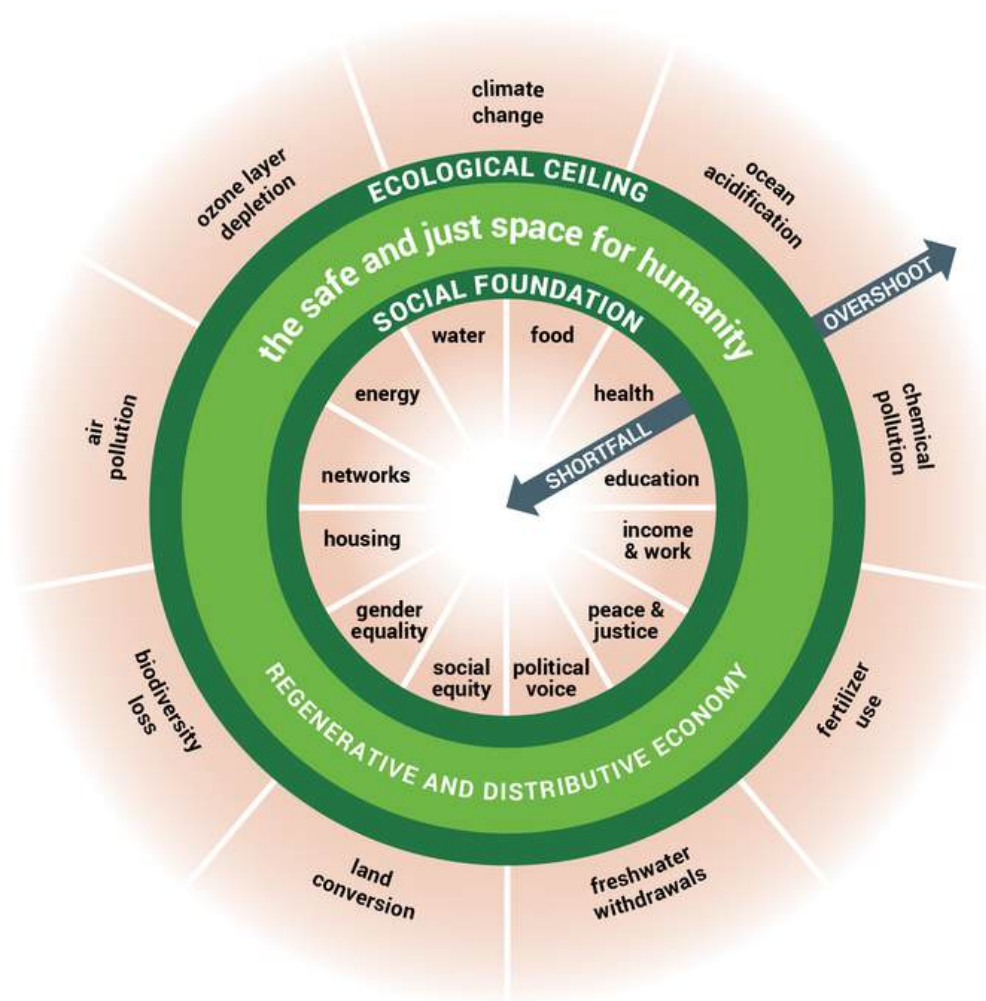 climate
change
ozone layer
depletion
ocean
acidification
ECOLOGICAL CEILING
the safe and just space for humanity
SOCIAL FOUNDATION
OVERSHOOT
water
food
energy
health
SHORTFALL
air
pollution
chemical
pollution
networks
education
housing
income
& work
gender
equality
peace &
justice
social
equity
political
voice
biodiversity
loss
fertilizer
use
REGENERATIVE AND DISTRIBUTIVE ECONOMY
land
conversion
freshwater
withdrawals